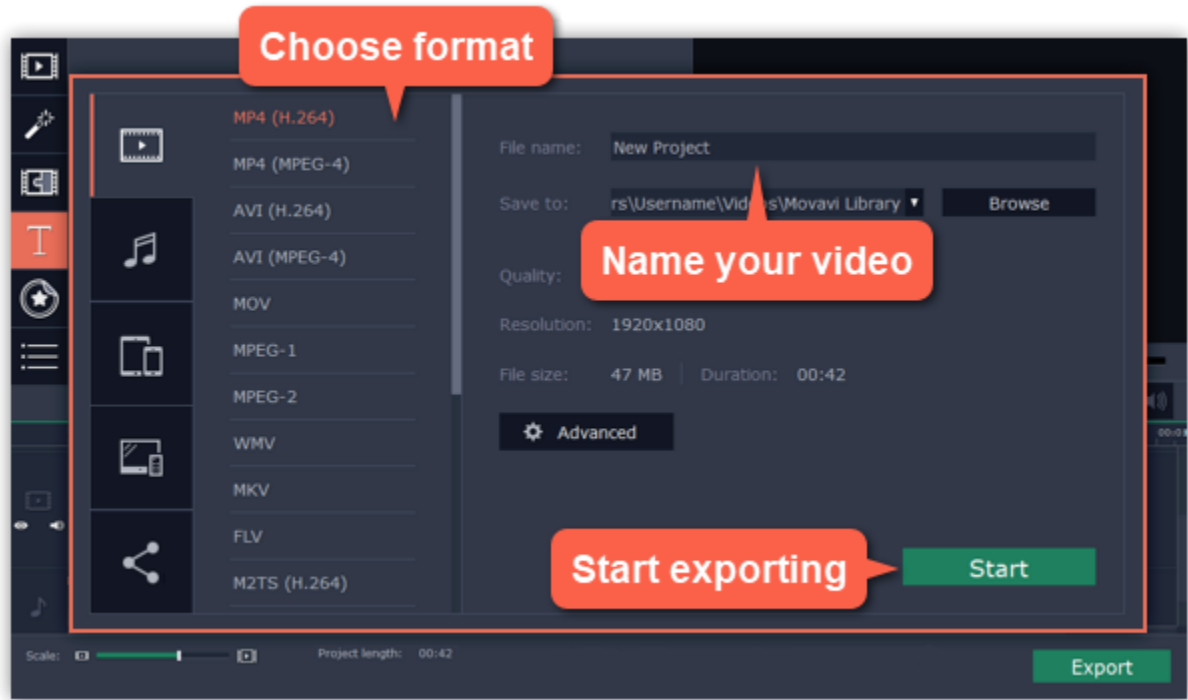 Choose format
MP4 (H.264)
MP4 (MPEG-4)
AVI (H.264)
AVI (MPEG-4)
MOV
MPEG-1
MPEG-2
WMV
MKV
FLV
M2TS (H.264)
File name: New Project
Save to: rs\Username\Videos\Movavi Library Browse
Name your video
Quality:
Resolution: 1920x1080
File size: 47 MB Duration: 00:42
Advanced
Start exporting
Start
Scale: Project length: 00:42
Export